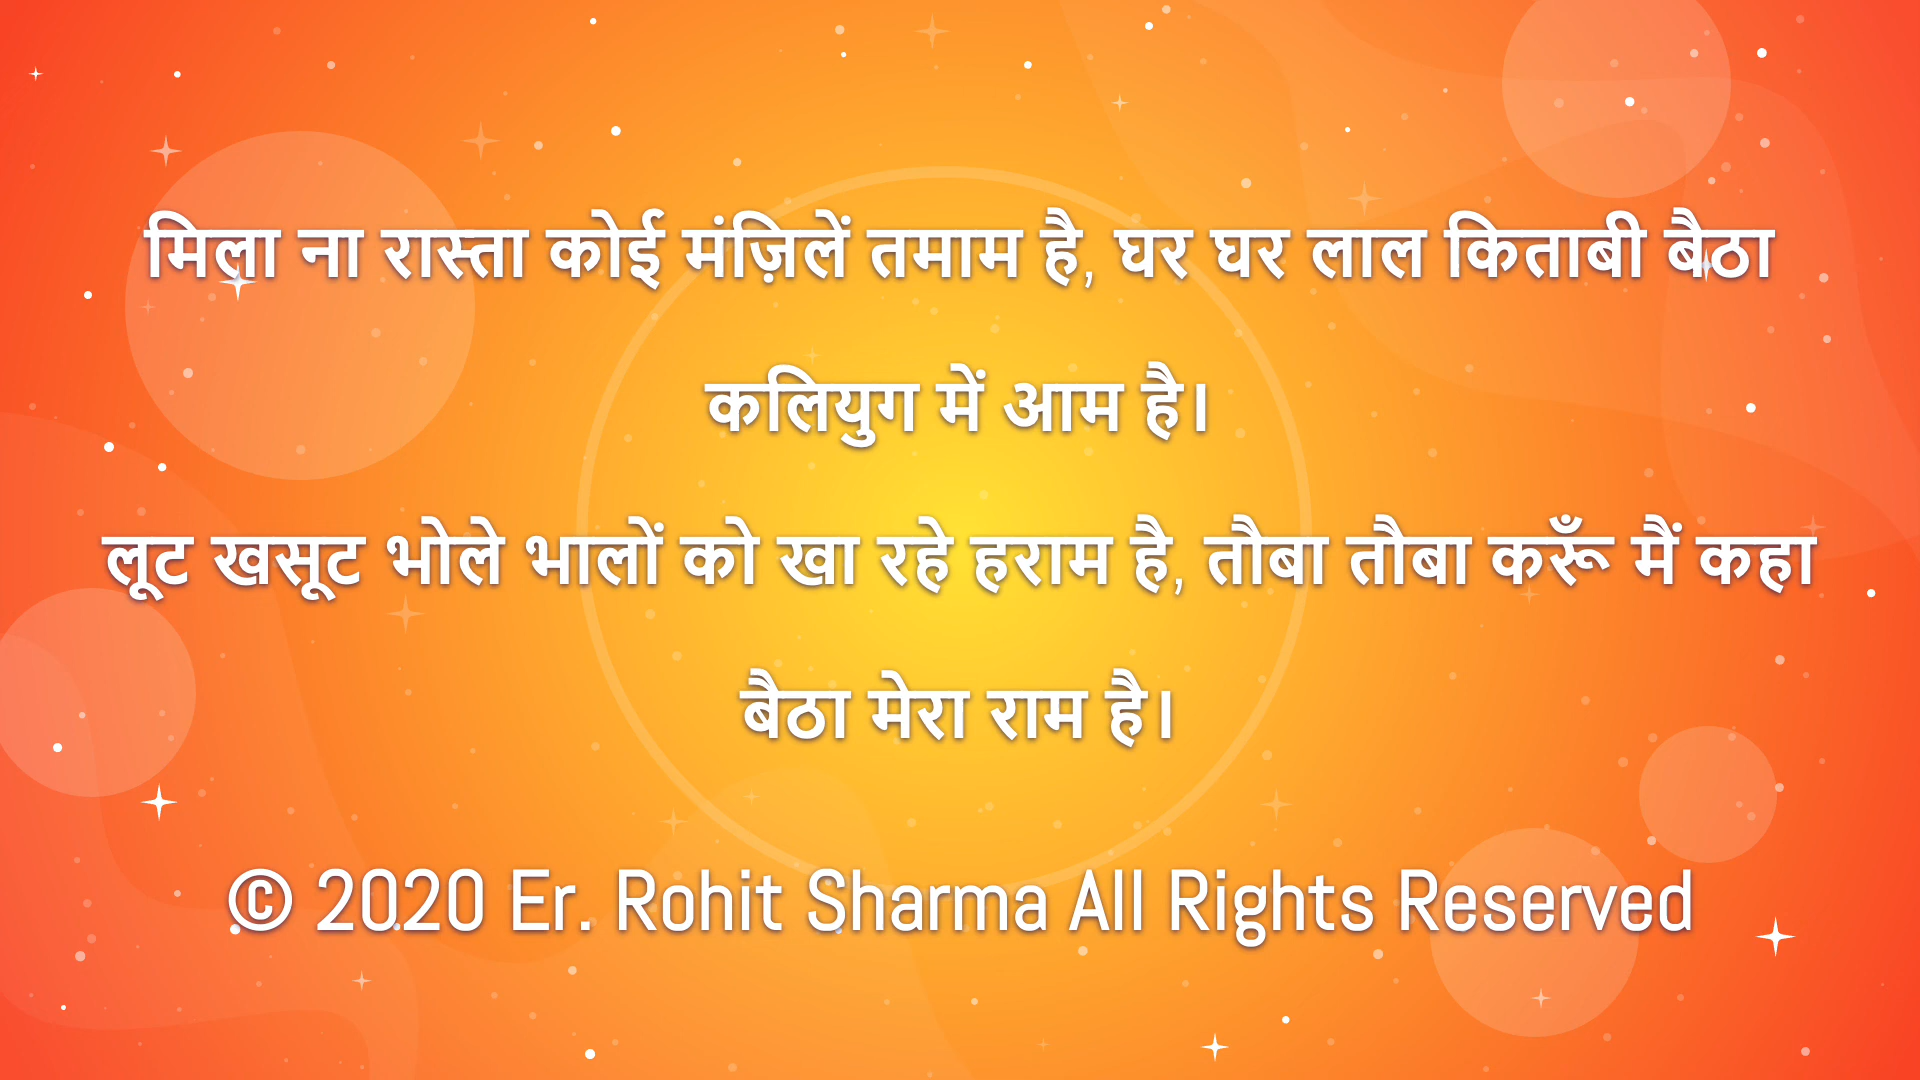 मिला ना रास्ता कोई मंज़िलें तमाम है, घर घर लाल किताबी बैठा
कलियुग में आम है।
लूट खसूट भोले भालों को खा रहे हराम है, तौबा तौबा करूँ मैं कहा
बैठा मेरा राम है।
© 2020 Er. Rohit Sharma All Rights Reserved